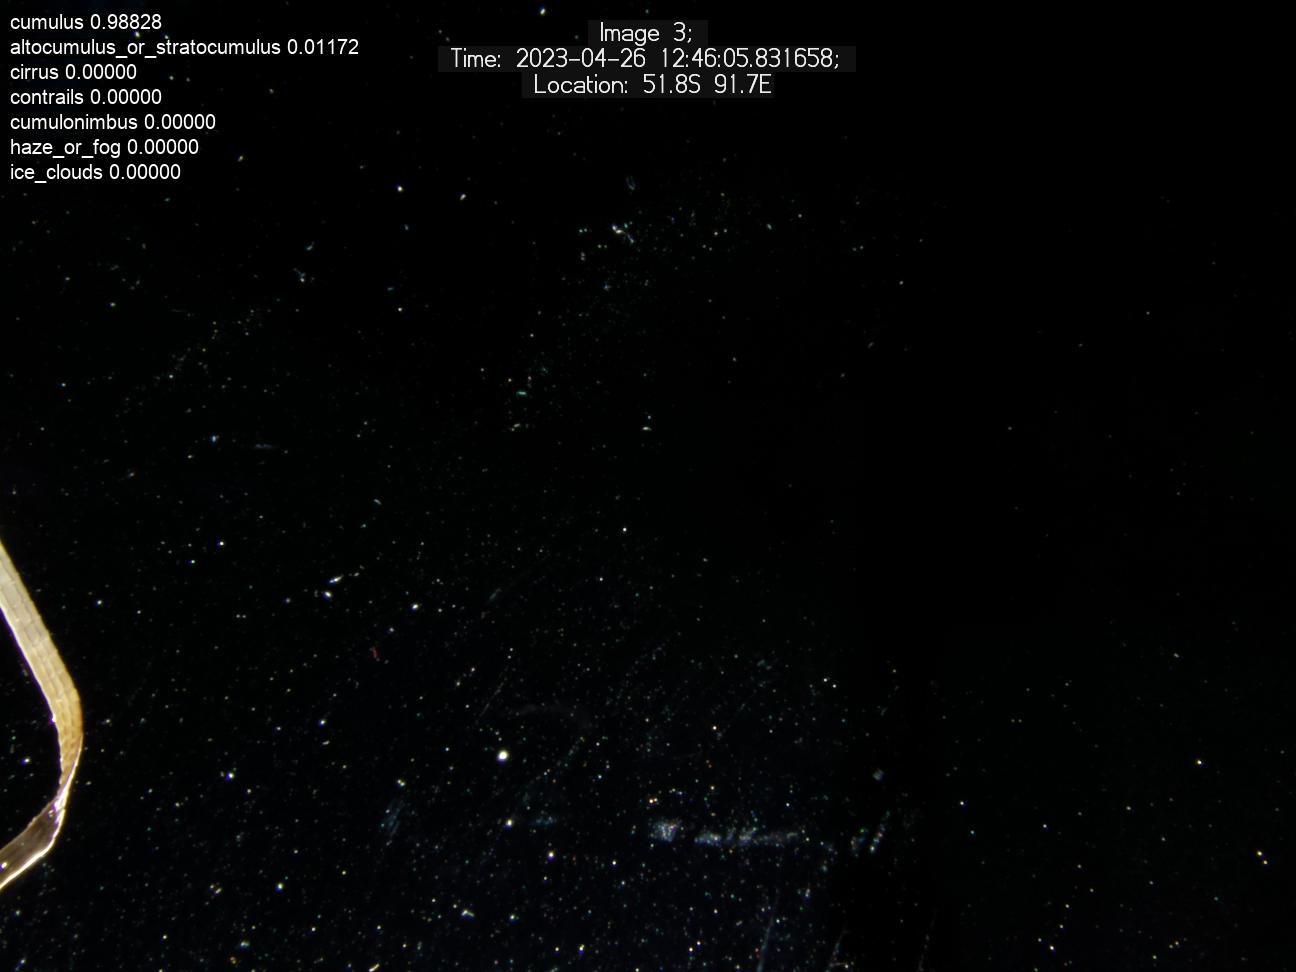 cumulus 0.98828
altocumulus_or_stratocumulus 0.01172
cirrus 0.00000
contrails 0.00000
cumulonimbus 0.00000
haze_or_fog 0.00000
ice_clouds 0.00000
Image 3;
Time: 2023-04-26 12:46:05.831658;
Location: 51.8S 91.7E